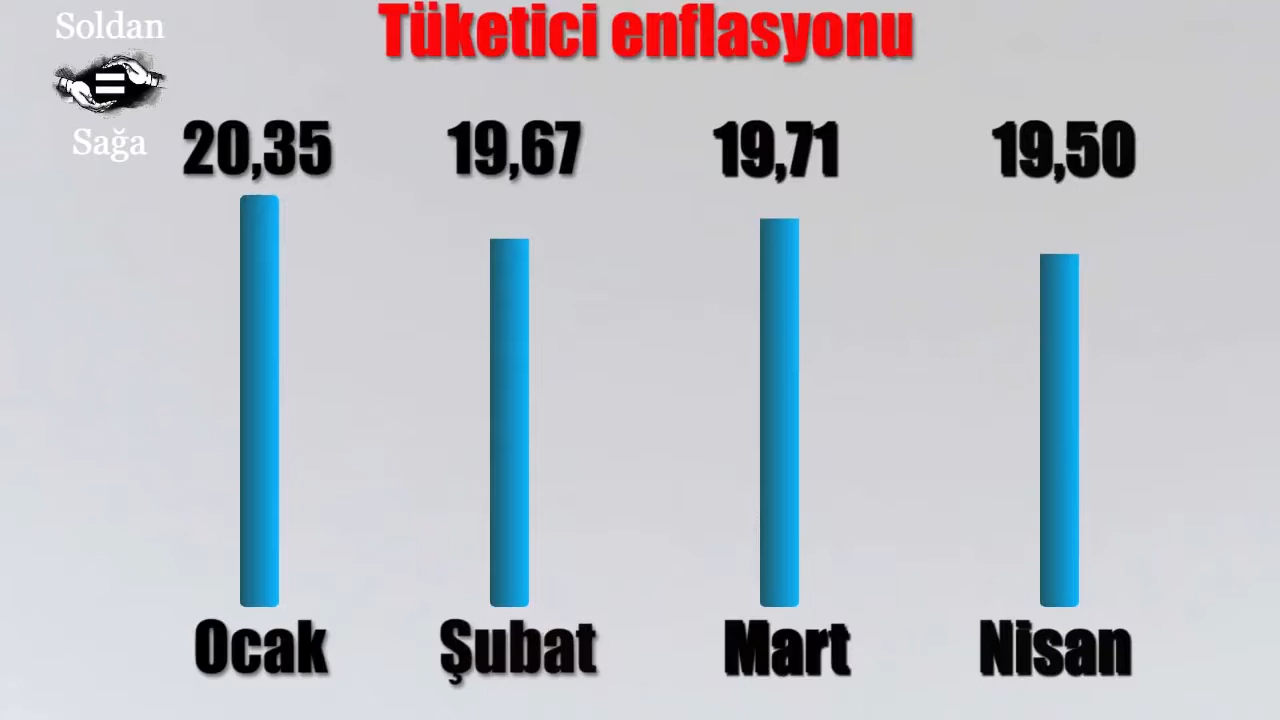 Soldan
Sağa
Tüketici enflasyonu
20,35 19,67 19,71 19,50
Ocak Şubat Mart Nisan